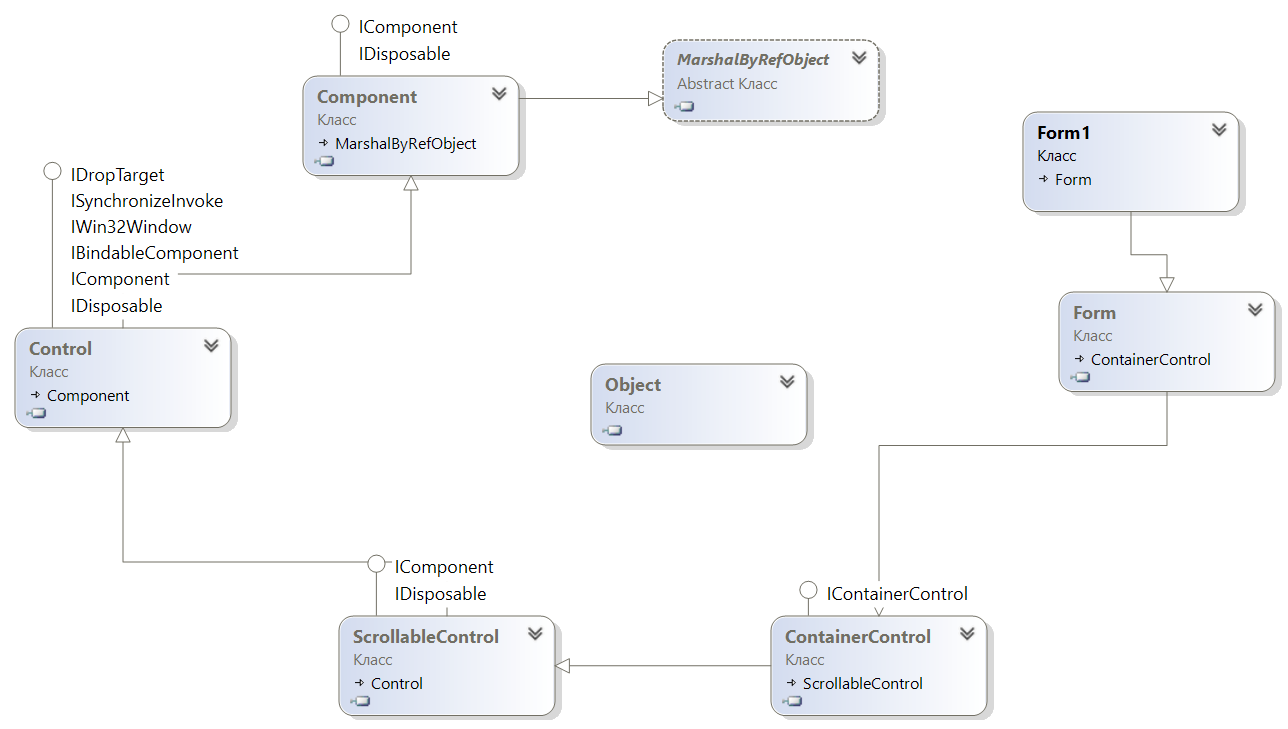 IComponent
IDisposable
Component
Класс
MarshalByRefObject
MarshalByRefObject
Abstract Класс
Form1
Класс
Form
IDropTarget
ISynchronizeInvoke
IWin32Window
IBindableComponent
IComponent
IDisposable
Control
Класс
Component
Form
Класс
ContainerControl
Object
Класс
IComponent
IDisposable
ScrollableControl
Класс
Control
IContainerControl
ContainerControl
Класс
ScrollableControl